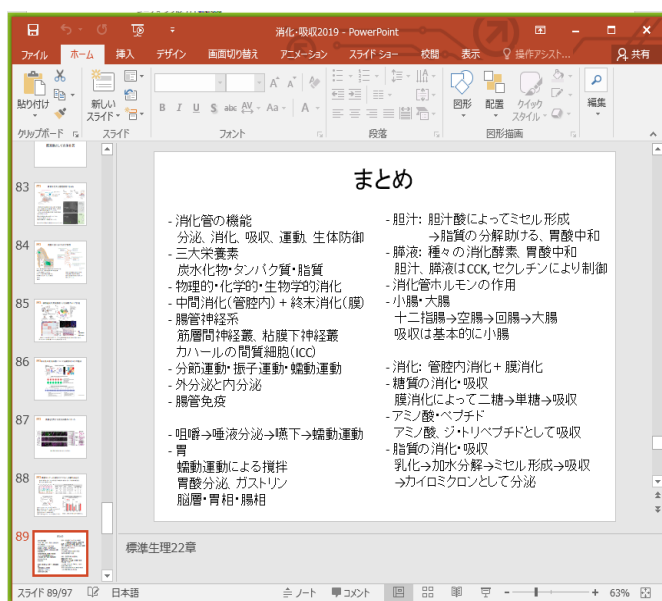 消化・吸収2019 - PowerPoint
ファイル ホーム 挿入 デザイン 画面切り替え アニメーション スライド ショー 校閲 表示 操作アシスト... 共有
貼り付け
新しい
スライド
B I U S abc AV Aa A
図形
配置
クイック
スタイル
編集
クリップボード スライド フォント 段落 図形描画
83
84
85
86
87
88
89
まとめ
- 消化管の機能
分泌、消化、吸収、運動、生体防御
- 三大栄養素
炭水化物・タンパク質・脂質
- 物理的・化学的・生物学的消化
- 中間消化(管腔内) + 終末消化(膜)
- 腸管神経系
筋層間神経叢、粘膜下神経叢
カハールの間質細胞(ICC)
- 分節運動・振子運動・蠕動運動
- 外分泌と内分泌
- 腸管免疫
- 咀嚼→唾液分泌→嚥下→蠕動運動
- 胃
蠕動運動による撹拌
胃酸分泌、ガストリン
脳層・胃相・腸相
- 胆汁: 胆汁酸によってミセル形成
→脂質の分解助ける、胃酸中和
- 膵液: 種々の消化酵素、胃酸中和
胆汁、膵液はCCK, セクレチンにより制御
- 消化管ホルモンの作用
- 小腸・大腸
十二指腸→空腸→回腸→大腸
吸収は基本的に小腸
- 消化: 管腔内消化 + 膜消化
- 糖質の消化・吸収
膜消化によって二糖→単糖→吸収
- アミノ酸・ペプチド
アミノ酸、ジ・トリペプチドとして吸収
- 脂質の消化・吸収
乳化→加水分解→ミセル形成→吸収
→カイロミクロンとして分泌
標準生理22章
スライド 89/97 日本語 ノート コメント 63%